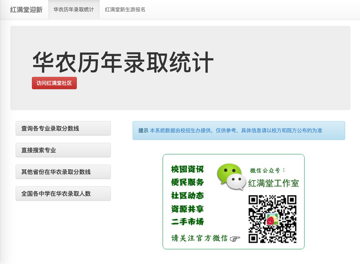 红满堂迎新 华农历年录取统计 红满堂新生游报名
华农历年录取统计
访问红满堂社区
查询各专业录取分数线
直接搜索专业
其他省份在华农录取分数线
全国各中学在华农录取人数
提示 本系统数据由校招生办提供，仅供参考，具体信息请以校方和院方公布的为准
校园资讯
便民服务
社区动态
资源共享
二手市场
微信公众号：
红满堂工作室
请关注官方微信